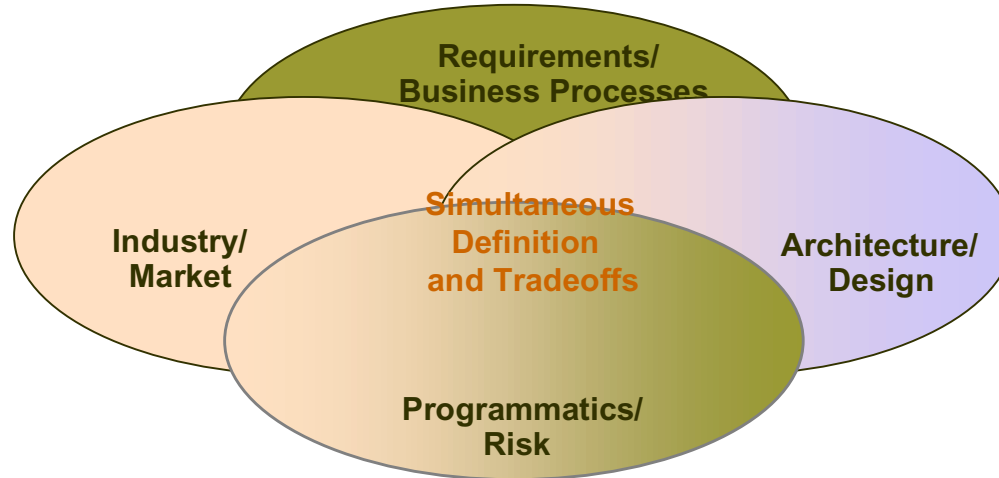 Requirements/
Business Processes
Simultaneous
Definition
and Tradeoffs
Industry/
Market
Architecture/
Design
Programmatics/
Risk